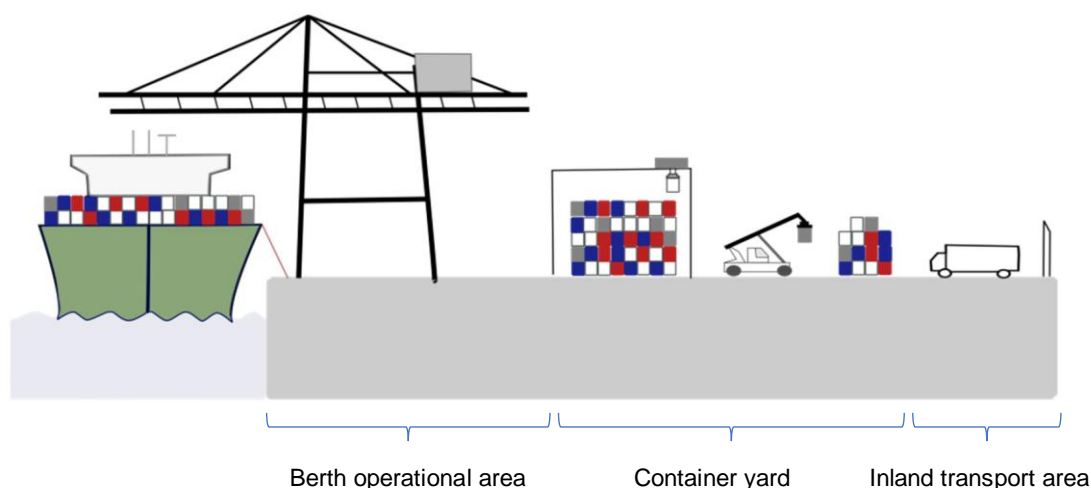 Berth operational area
Container yard
Inland transport area